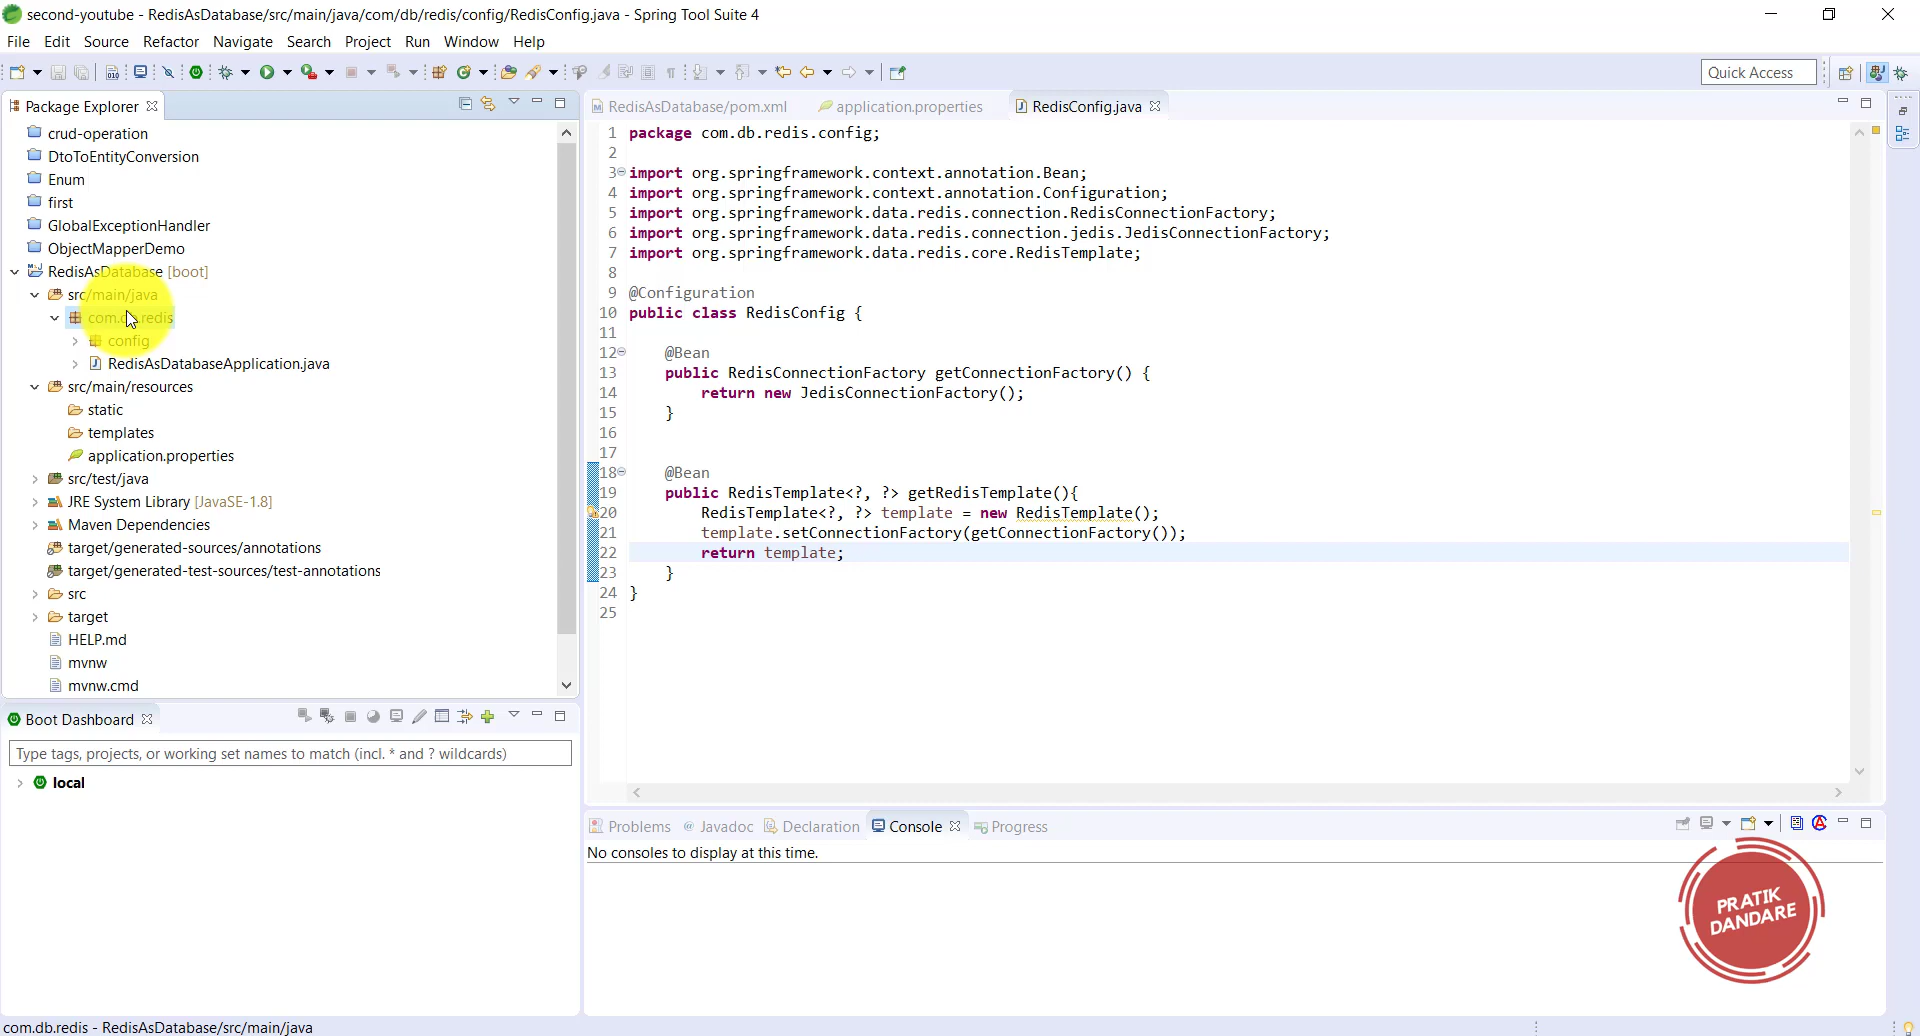 second-youtube - RedisAsDatabase/src/main/java/com/db/redis/config/RedisConfig.java - Spring Tool Suite 4
File Edit Source Refactor Navigate Search Project Run Window Help
Quick Access
Package Explorer
crud-operation
DtoToEntityConversion
Enum
first
GlobalExceptionHandler
ObjectMapperDemo
RedisAsDatabase [boot]
src/main/java
com.db.redis
config
RedisAsDatabaseApplication.java
src/main/resources
static
templates
application.properties
src/test/java
JRE System Library [JavaSE-1.8]
Maven Dependencies
target/generated-sources/annotations
target/generated-test-sources/test-annotations
src
target
HELP.md
mvnw
mvnw.cmd
Boot Dashboard
Type tags, projects, or working set names to match (incl. * and ? wildcards)
local
RedisAsDatabase/pom.xml application.properties RedisConfig.java
1 package com.db.redis.config;
2
3 import org.springframework.context.annotation.Bean;
4 import org.springframework.context.annotation.Configuration;
5 import org.springframework.data.redis.connection.RedisConnectionFactory;
6 import org.springframework.data.redis.connection.jedis.JedisConnectionFactory;
7 import org.springframework.data.redis.core.RedisTemplate;
8
9 @Configuration
10 public class RedisConfig {
11
12 @Bean
13 public RedisConnectionFactory getConnectionFactory() {
14 return new JedisConnectionFactory();
15 }
16
17
18 @Bean
19 public RedisTemplate<?, ?> getRedisTemplate(){
20 RedisTemplate<?, ?> template = new RedisTemplate();
21 template.setConnectionFactory(getConnectionFactory());
22 return template;
23 }
24 }
25
Problems Javadoc Declaration Console Progress
No consoles to display at this time.
PRATIK
DANDARE
com.db.redis - RedisAsDatabase/src/main/java